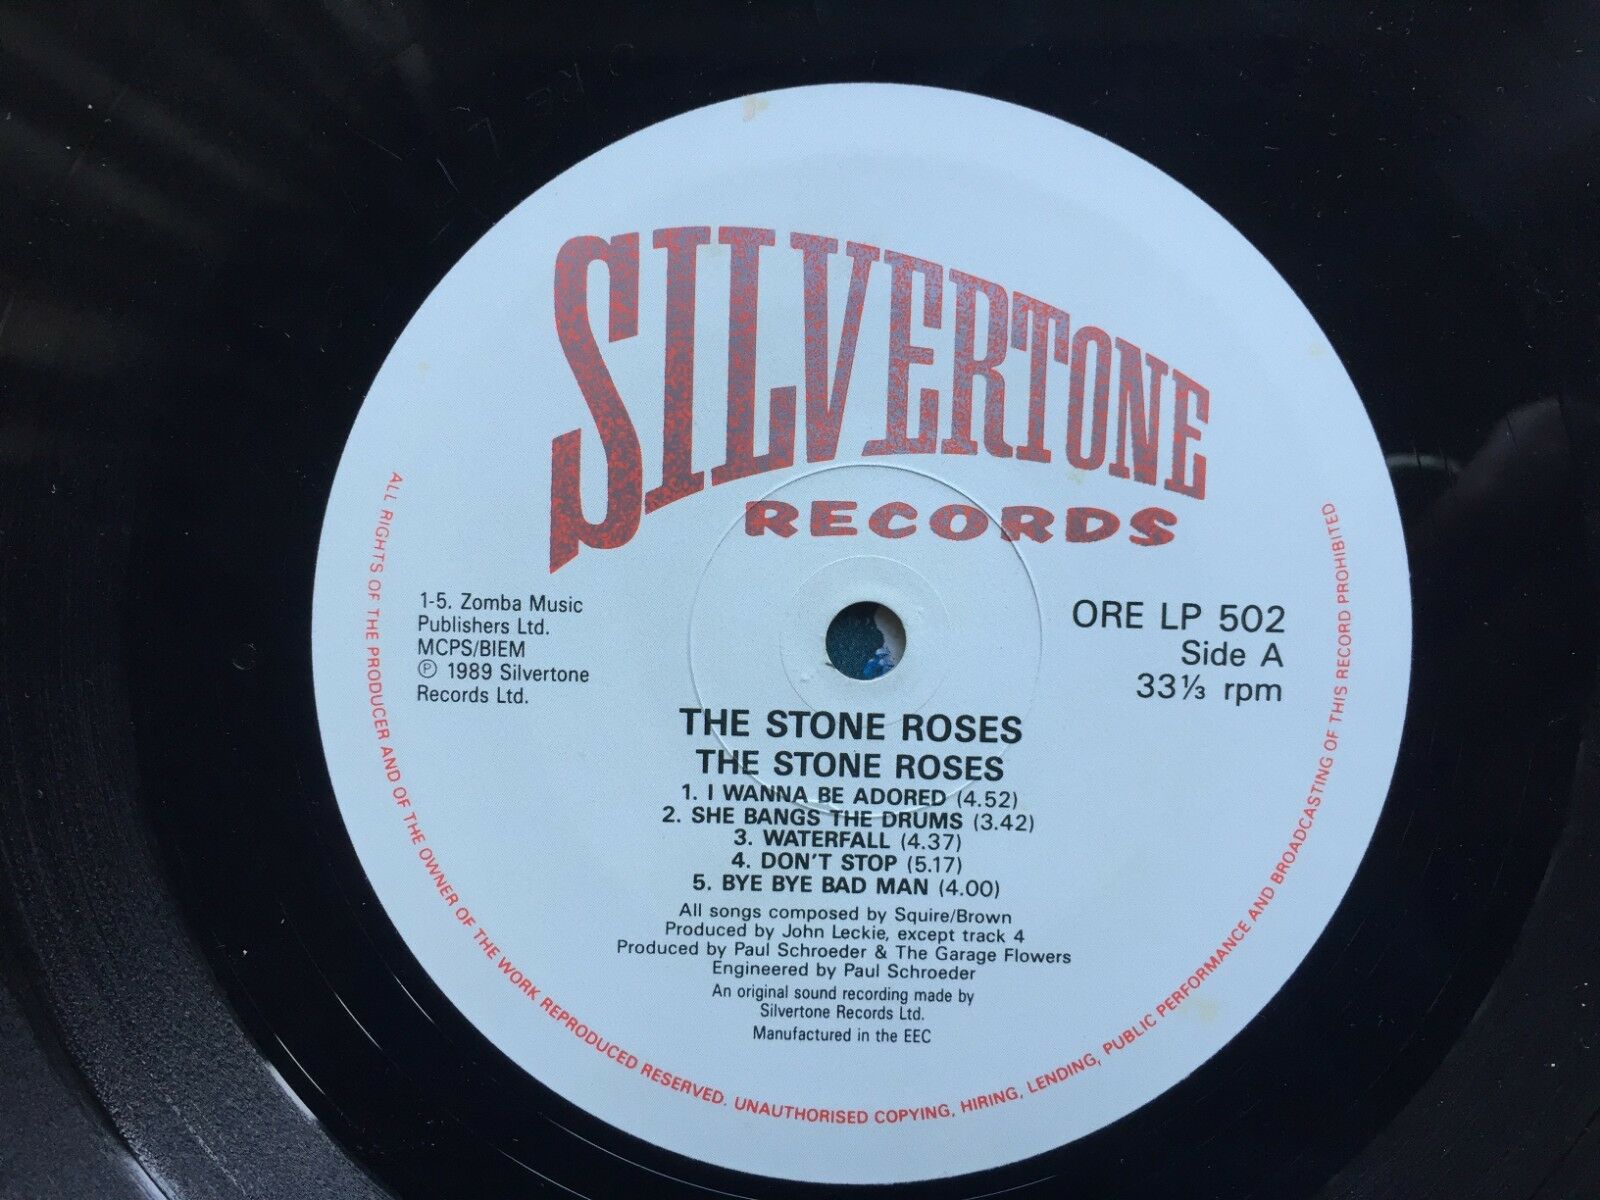 SILVERTONE
RECORDS
1-5. Zomba Music
Publishers Ltd.
MCPS/BIEM
Ⓟ 1989 Silvertone
Records Ltd.
ORE LP 502
Side A
33⅓ rpm
THE STONE ROSES
THE STONE ROSES
1. I WANNA BE ADORED (4.52)
2. SHE BANGS THE DRUMS (3.42)
3. WATERFALL (4.37)
4. DON'T STOP (5.17)
5. BYE BYE BAD MAN (4.00)
All songs composed by Squire/Brown
Produced by John Leckie, except track 4
Produced by Paul Schroeder & The Garage Flowers
Engineered by Paul Schroeder
An original sound recording made by
Silvertone Records Ltd.
Manufactured in the EEC
ALL RIGHTS OF THE PRODUCER AND OF THE OWNER OF THE WORK REPRODUCED RESERVED. UNAUTHORISED COPYING, HIRING, LENDING, PUBLIC PERFORMANCE AND BROADCASTING OF THIS RECORD PROHIBITED